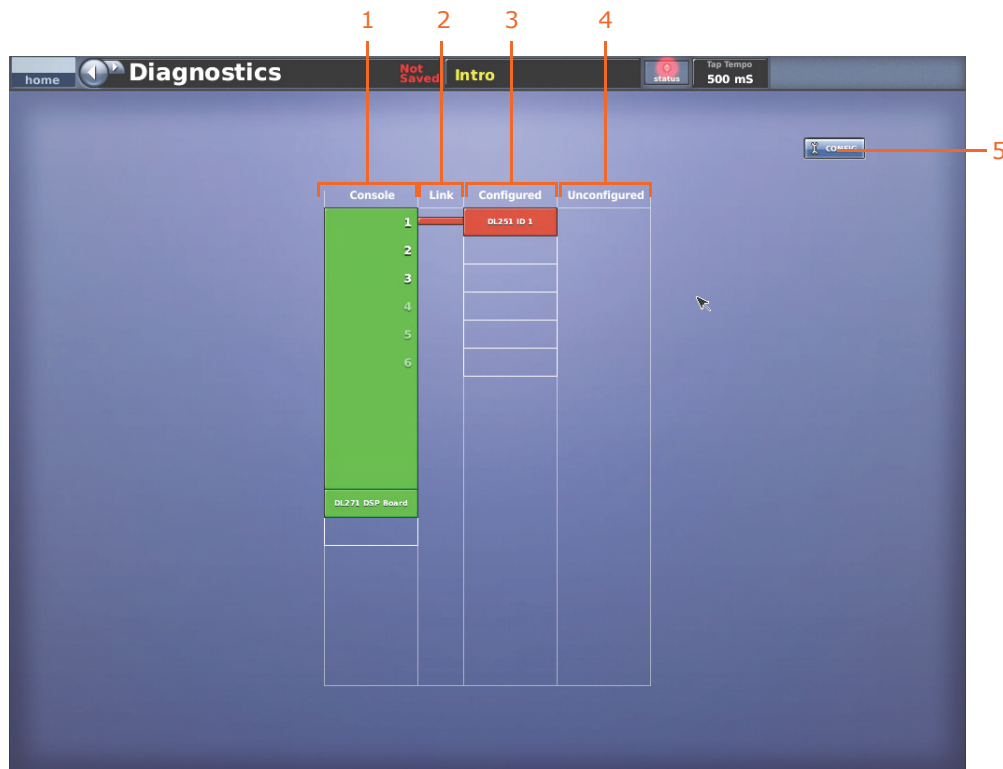 1 2 3 4
home Diagnostics Not Saved Intro status Tap Tempo 500 mS
CONFIG 5
Console Link Configured Unconfigured
1 DL251 ID 1
2
3
4
5
6
DL271 DSP Board